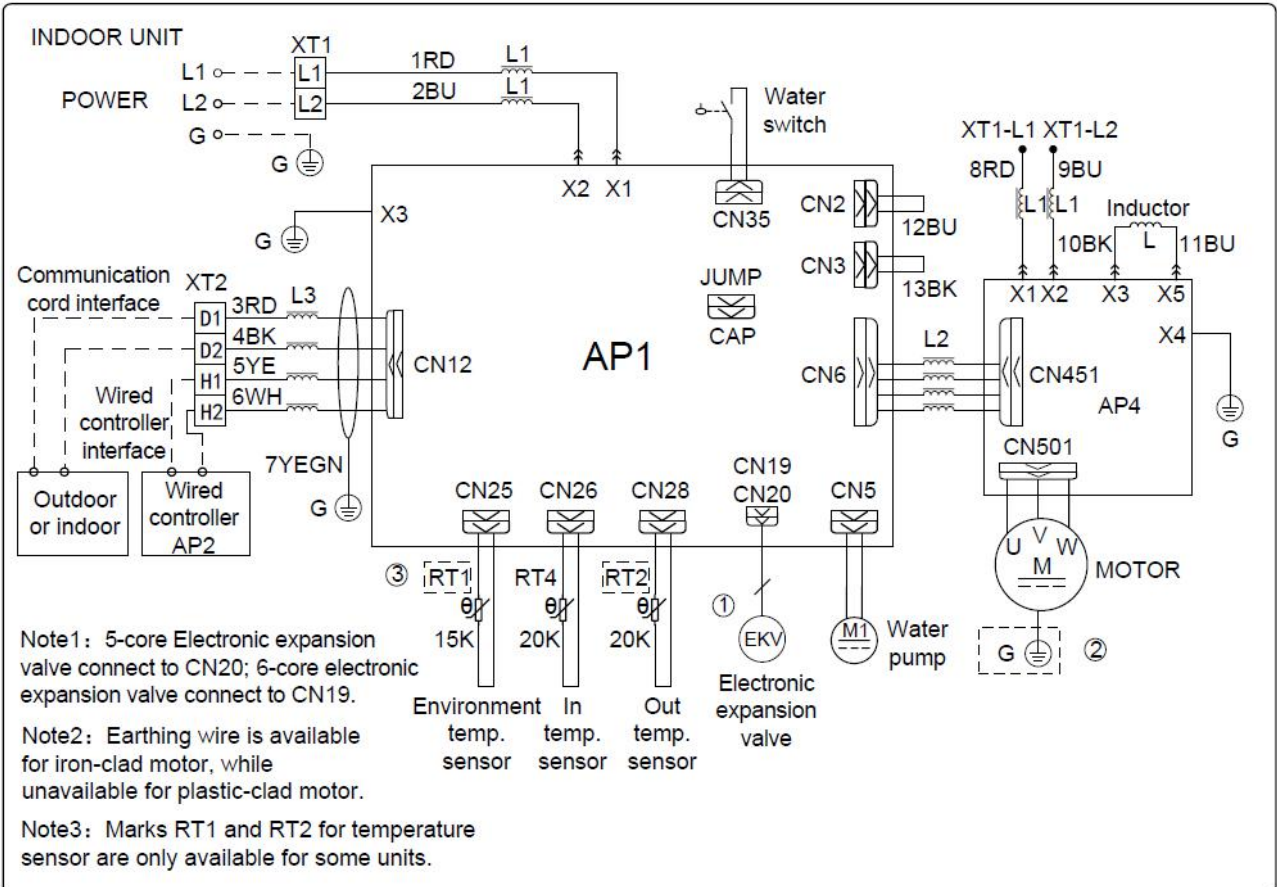 INDOOR UNIT
POWER
L1
L2
G
XT1
L1
L2
1RD
2BU
L1
L1
G
X2 X1
X3
G
Water
switch
CN35
CN2
12BU
CN3
13BK
JUMP
CAP
AP1
XT1-L1 XT1-L2
8RD
9BU
L1
L1
Inductor
L
10BK
11BU
X1 X2 X3 X5
X4
G
Communication
cord interface
XT2
D1
D2
H1
H2
3RD
4BK
5YE
6WH
L3
CN12
Wired
controller
interface
7YEGN
G
Outdoor
or indoor
Wired
controller
AP2
CN6
L2
CN451
AP4
CN501
U V W
M
MOTOR
G
②
CN25
CN26
CN28
CN19
CN20
CN5
③
RT1
RT4
RT2
θ
θ
θ
15K
20K
20K
①
EKV
M1
Water
pump
Environment
temp.
sensor
In
temp.
sensor
Out
temp.
sensor
Electronic
expansion
valve
Note1: 5-core Electronic expansion
valve connect to CN20; 6-core electronic
expansion valve connect to CN19.
Note2: Earthing wire is available
for iron-clad motor, while
unavailable for plastic-clad motor.
Note3: Marks RT1 and RT2 for temperature
sensor are only available for some units.